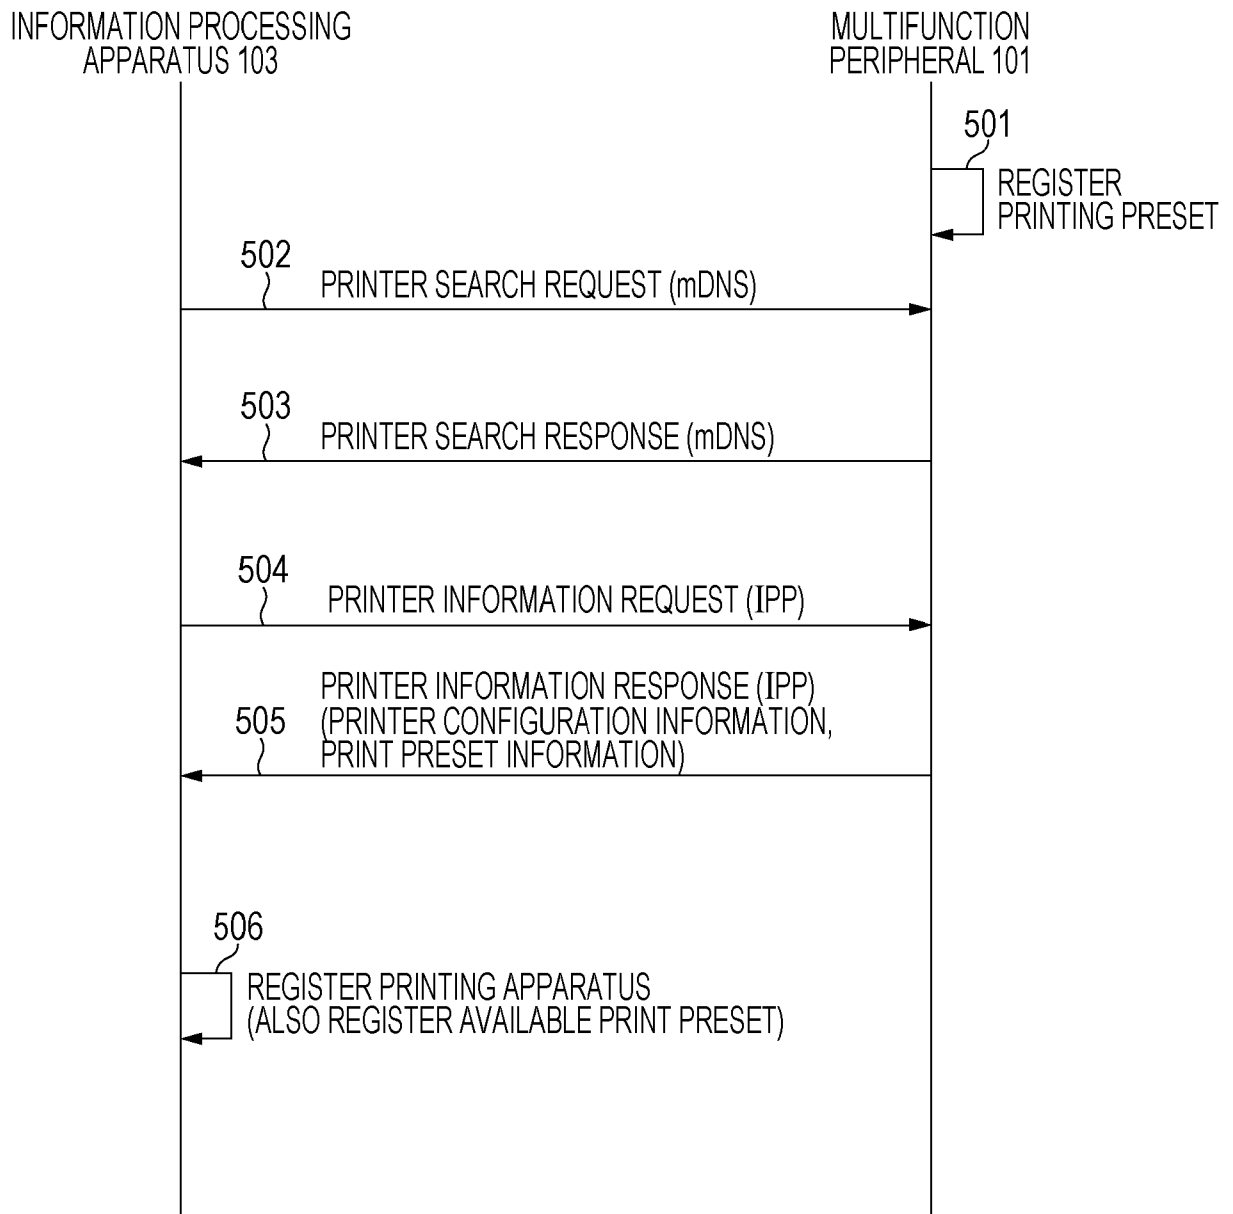 INFORMATION PROCESSING
APPARATUS 103
MULTIFUNCTION
PERIPHERAL 101
501
REGISTER
PRINTING PRESET
502
PRINTER SEARCH REQUEST (mDNS)
503
PRINTER SEARCH RESPONSE (mDNS)
504
PRINTER INFORMATION REQUEST (IPP)
505
PRINTER INFORMATION RESPONSE (IPP)
(PRINTER CONFIGURATION INFORMATION,
PRINT PRESET INFORMATION)
506
REGISTER PRINTING APPARATUS
(ALSO REGISTER AVAILABLE PRINT PRESET)